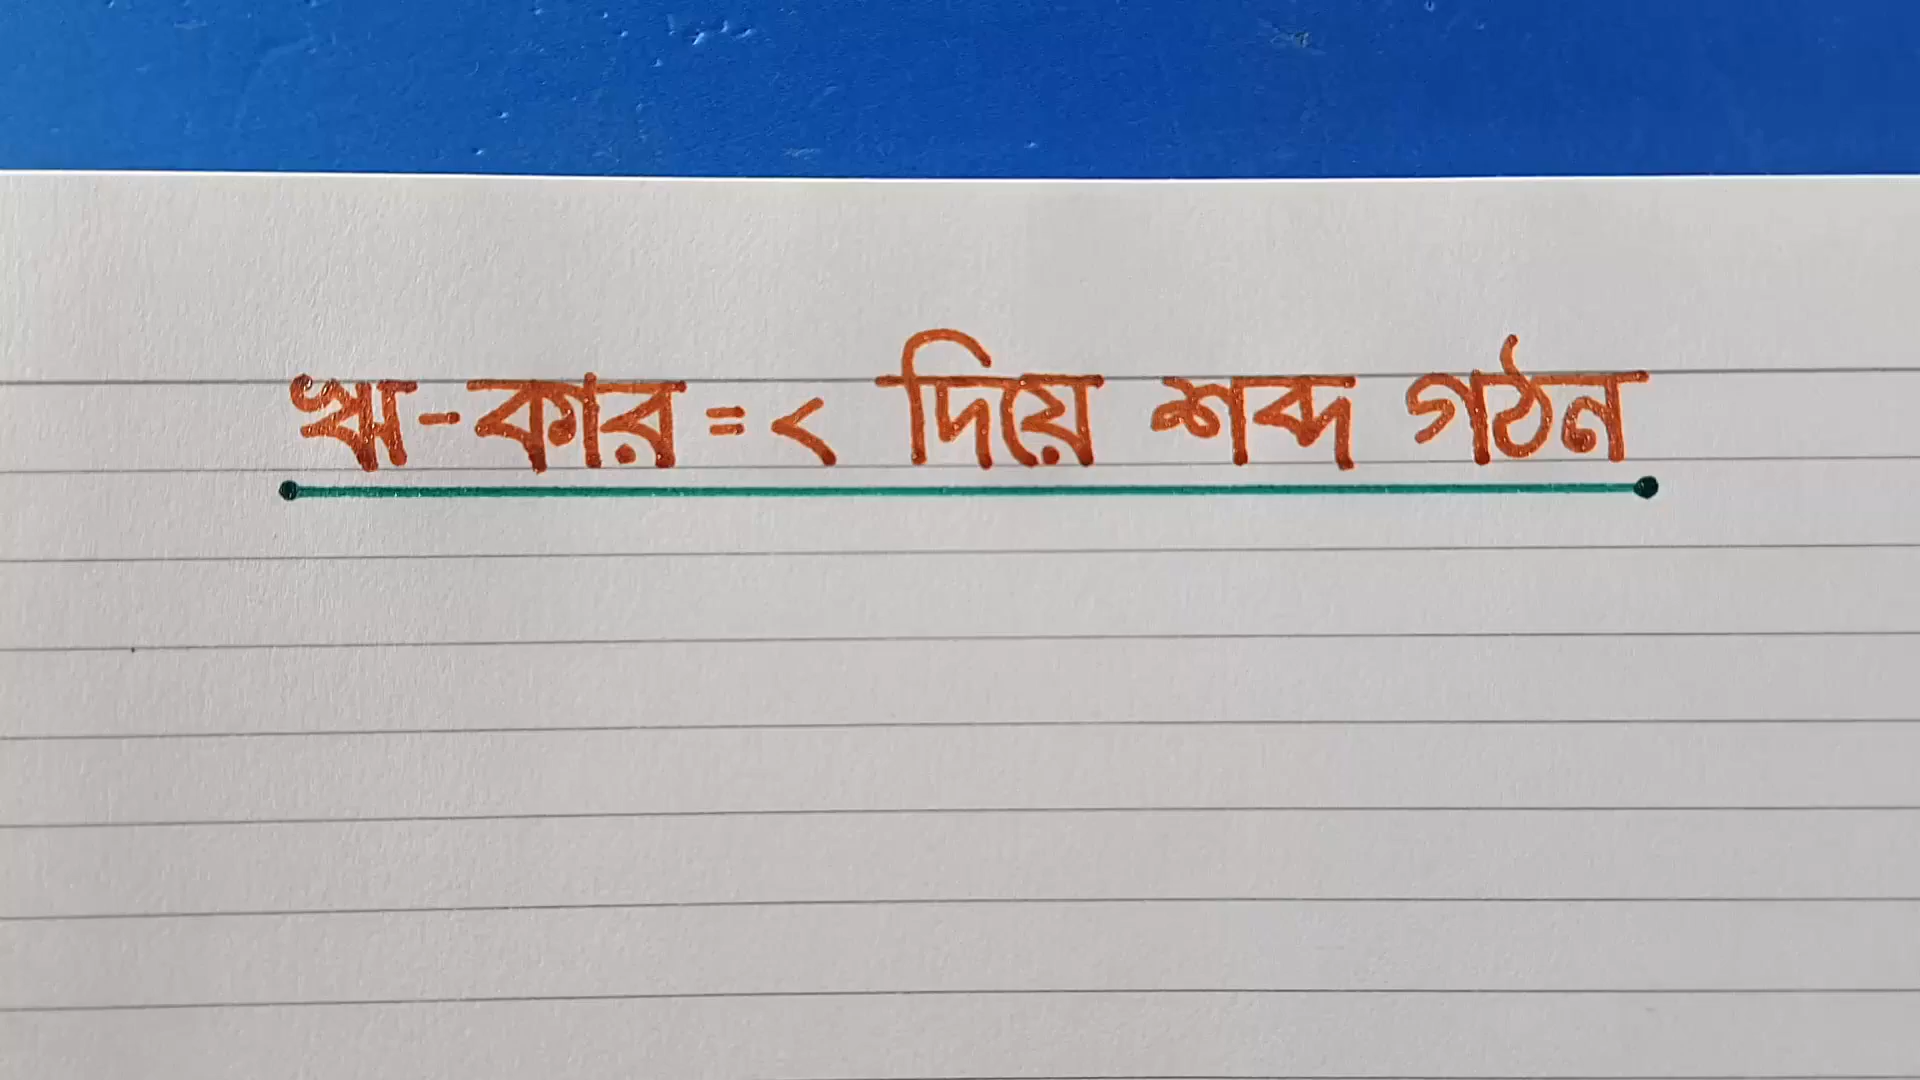 ঋ-কার = ৃ দিয়ে শব্দ গঠন